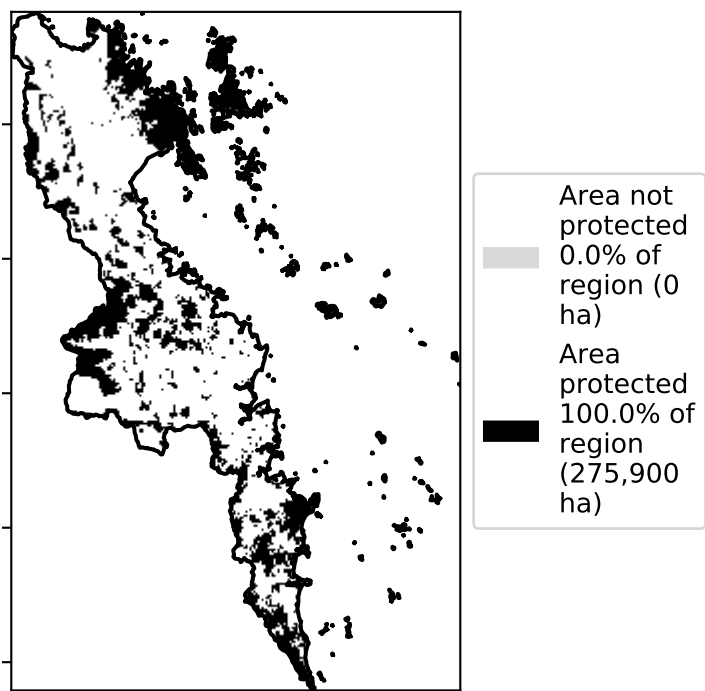 Area not
protected
0.0% of
region (0
ha)
Area
protected
100.0% of
region
(275,900
ha)